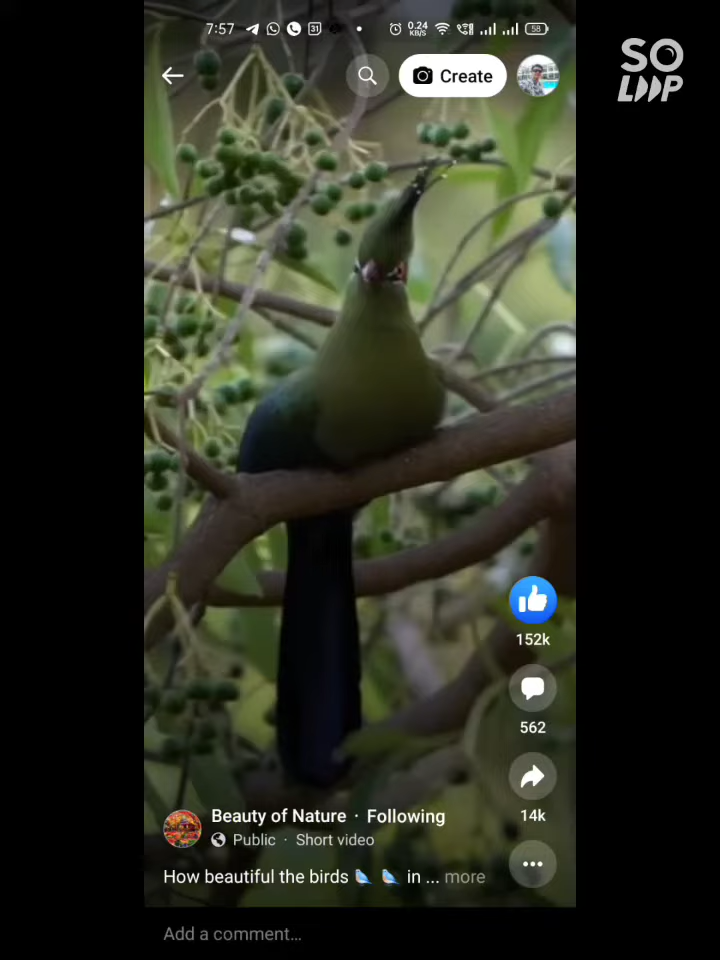 7:57
31
0.24
KB/S
58
Create
SO
LOOP
152k
562
14k
Beauty of Nature · Following
Public · Short video
How beautiful the birds 🐦 🐦 in ... more
Add a comment...